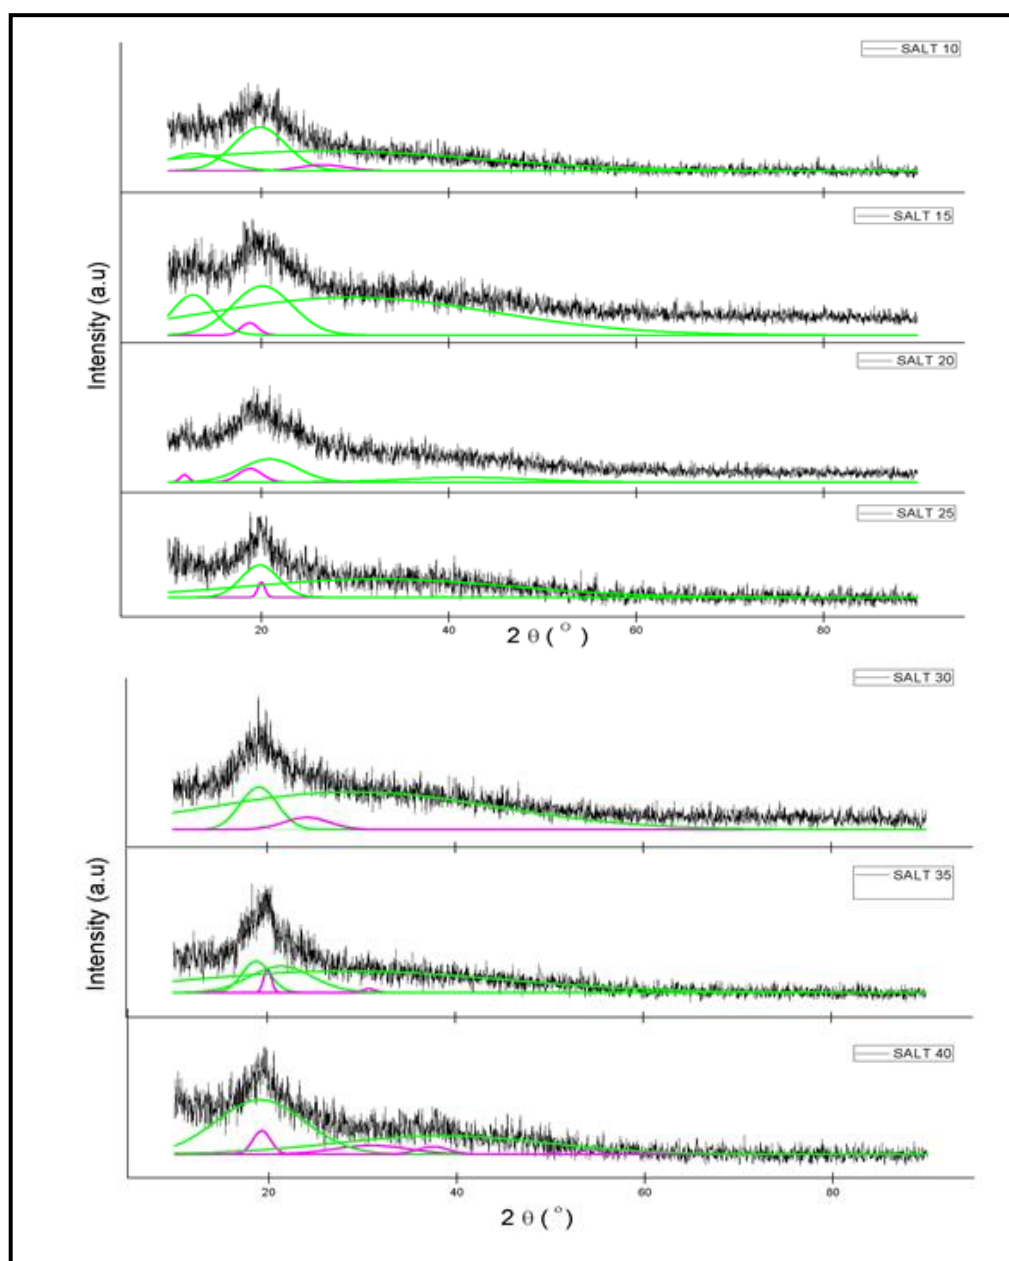 SALT 10
SALT 15
SALT 20
SALT 25
Intensity (a.u)
20 40 60 80
2 θ ( ° )
SALT 30
SALT 35
SALT 40
Intensity (a.u)
20 40 60 80
2 θ ( ° )